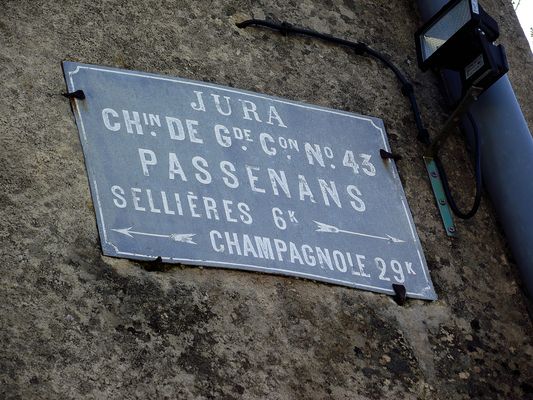 JURA
CHIN DE GDE CON NO 43
PASSENANS
SELLIÈRES 6K
CHAMPAGNOLE 29K